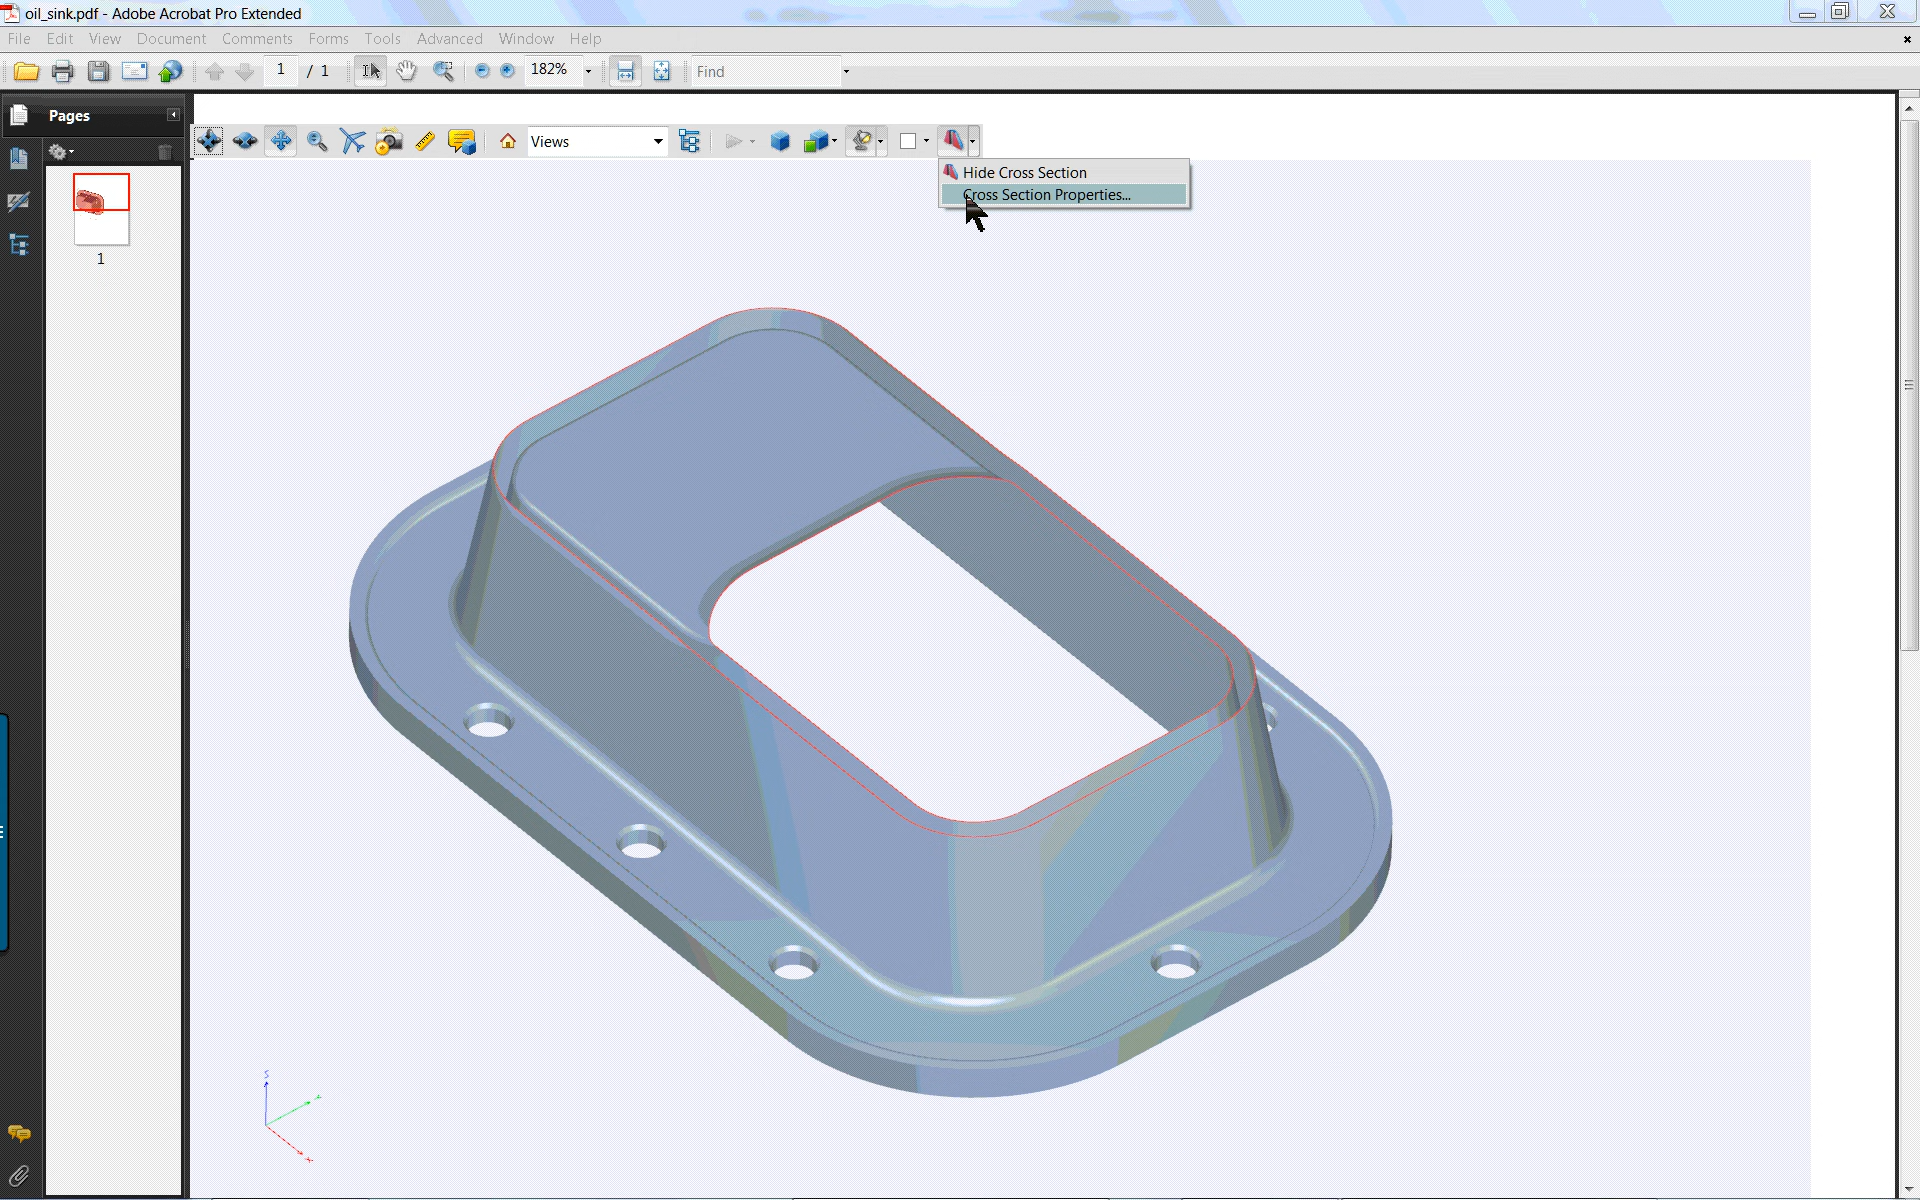 oil_sink.pdf - Adobe Acrobat Pro Extended
File Edit View Document Comments Forms Tools Advanced Window Help
1 / 1 182% Find
Pages
Views
Hide Cross Section
Cross Section Properties...
1